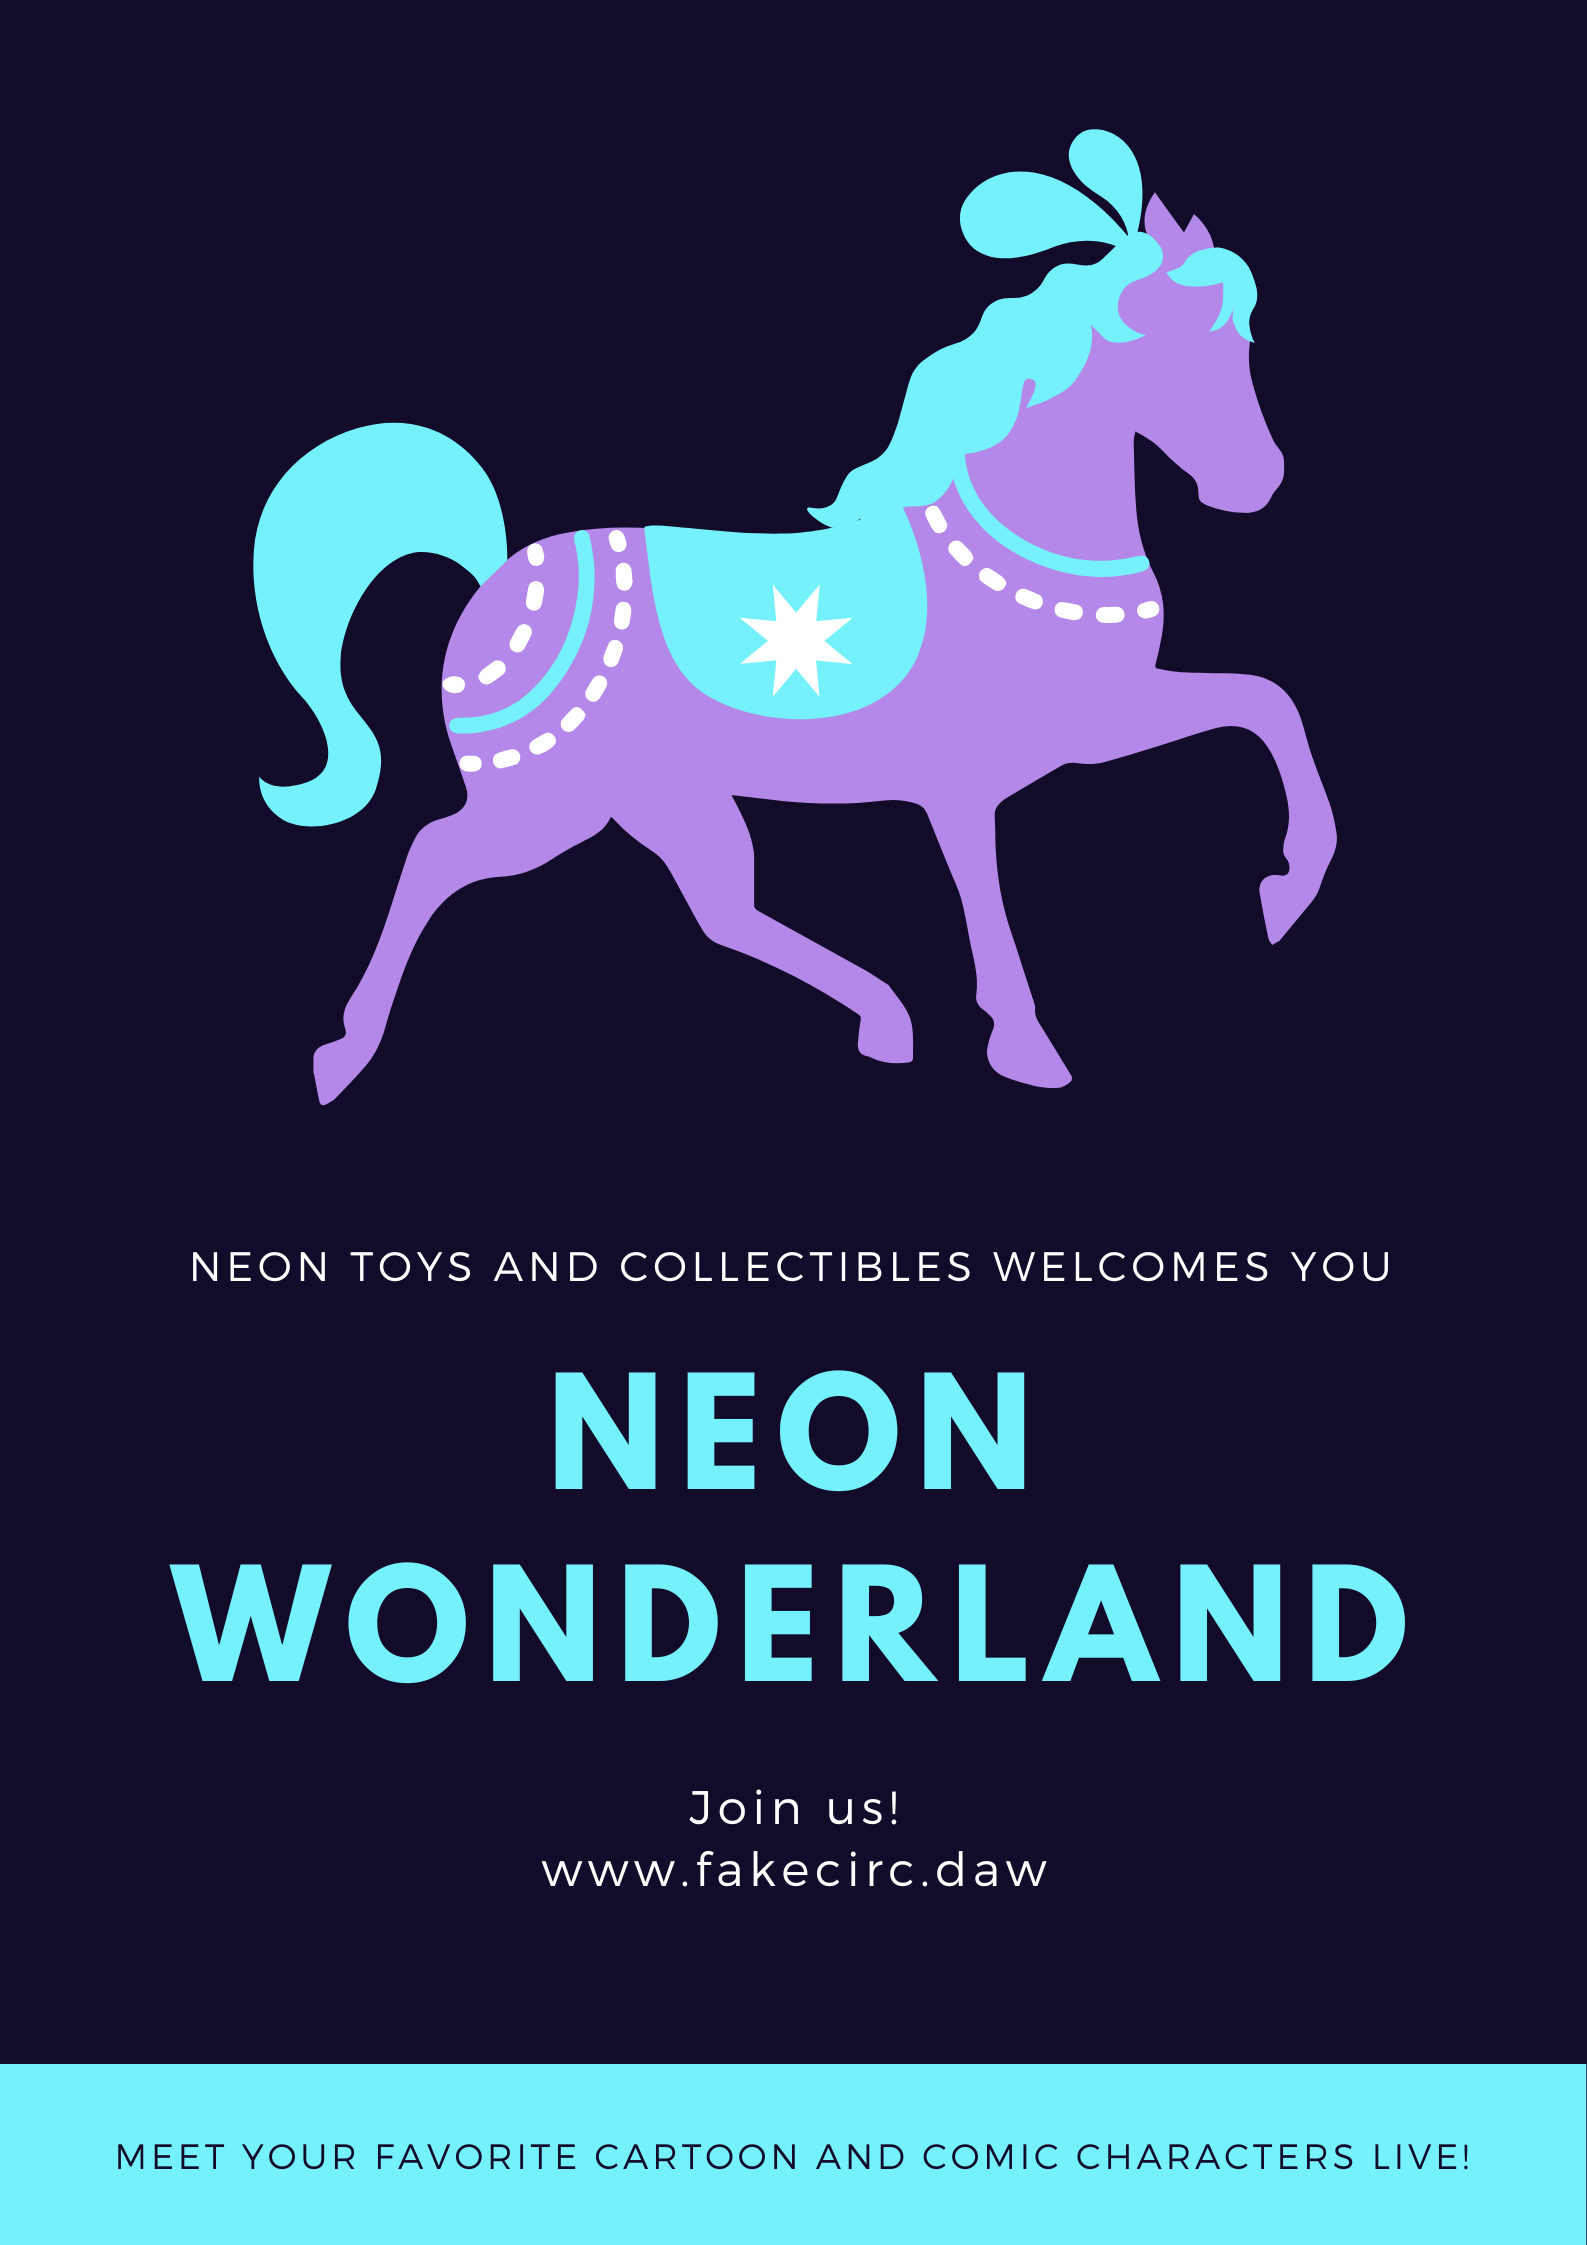 NEON TOYS AND COLLECTIBLES WELCOMES YOU
NEON
WONDERLAND
Join us!
www.fakecirc.daw
MEET YOUR FAVORITE CARTOON AND COMIC CHARACTERS LIVE!